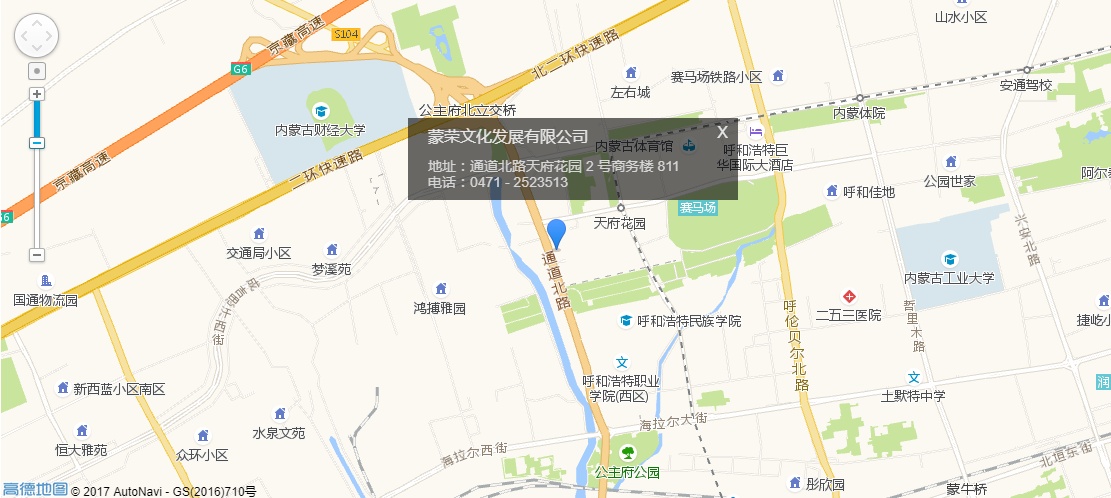 山水小区
京藏高速
S104
北二环快速路
G6
左右城
赛马场铁路小区
安通驾校
公主府北立交桥
内蒙体院
内蒙古财经大学
蒙荣文化发展有限公司
X
内蒙古体育馆
呼和浩特巨
华国际大酒店
地址：通道北路天府花园 2 号商务楼 811
电话：0471 - 2523513
二环快速路
京藏高速
公园世家
阿尔
呼和佳地
赛马场
G6
天府花园
兴安北路
交通局小区
梦溪苑
通道北路
内蒙古工业大学
国通物流园
鸿搏雅园
呼伦贝尔北路
二五三医院
哲里木路
捷屹小
呼和浩特民族学院
新西蓝小区南区
呼和浩特职业
学院(西区)
土默特中学
润
水泉文苑
海拉尔大街
恒大雅苑
众环小区
海拉尔西街
北垣东街
公主府公园
彤欣园
蒙牛桥
高德地图 © 2017 AutoNavi - GS(2016)710号